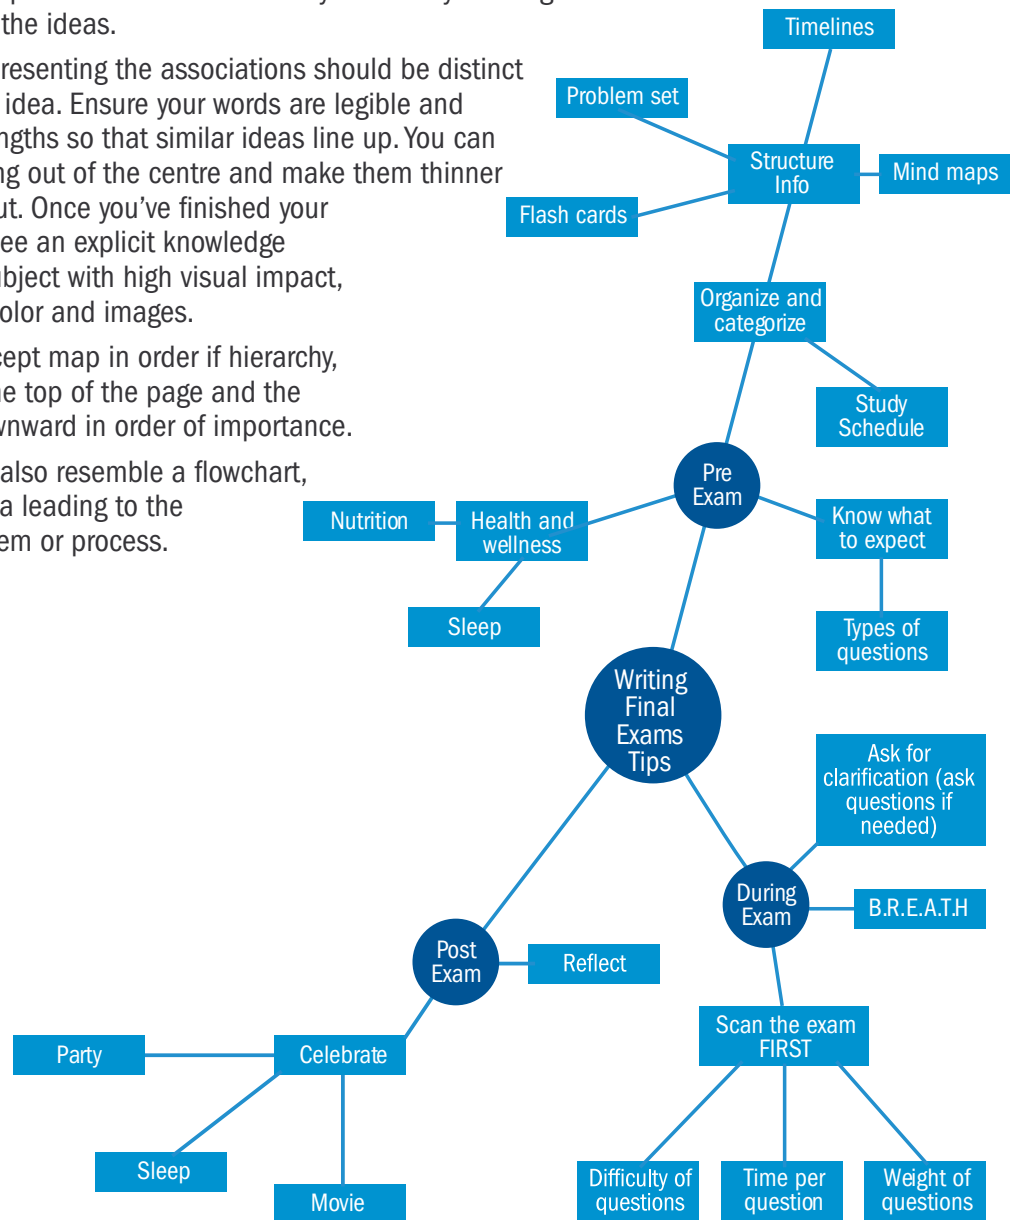 the ideas.
resenting the associations should be distinct
idea. Ensure your words are legible and
ngths so that similar ideas line up. You can
ng out of the centre and make them thinner
ut. Once you've finished your
ee an explicit knowledge
ubject with high visual impact,
olor and images.
cept map in order if hierarchy,
ne top of the page and the
wnward in order of importance.
also resemble a flowchart,
a leading to the
em or process.
Timelines
Problem set
Structure
Info
Mind maps
Flash cards
Organize and
categorize
Study
Schedule
Pre
Exam
Nutrition
Health and
wellness
Know what
to expect
Sleep
Types of
questions
Writing
Final
Exams
Tips
Ask for
clarification (ask
questions if
needed)
During
Exam
B.R.E.A.T.H
Post
Exam
Reflect
Scan the exam
FIRST
Party
Celebrate
Sleep
Movie
Difficulty of
questions
Time per
question
Weight of
questions